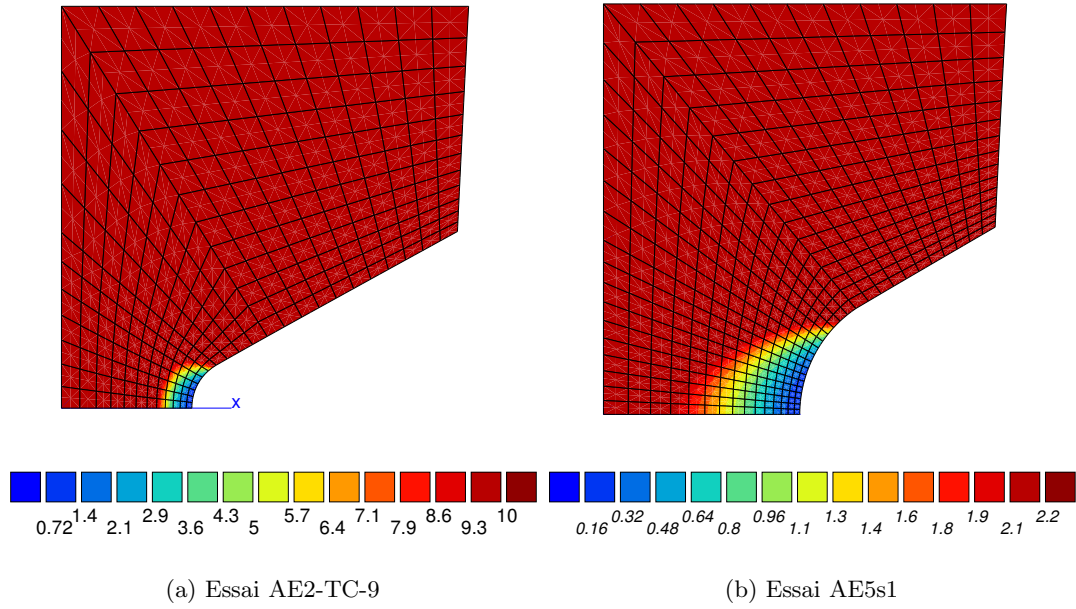 x
0.72 1.4 2.1 2.9 3.6 4.3 5 5.7 6.4 7.1 7.9 8.6 9.3 10
0.16 0.32 0.48 0.64 0.8 0.96 1.1 1.3 1.4 1.6 1.8 1.9 2.1 2.2
(a) Essai AE2-TC-9
(b) Essai AE5s1